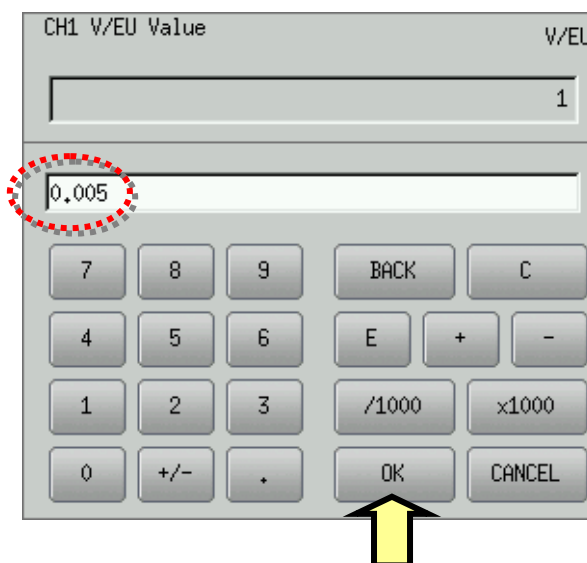 CH1 V/EU Value
V/EU
1
0.005
7 8 9 BACK C
4 5 6 E + -
1 2 3 /1000 x1000
0 +/- . OK CANCEL